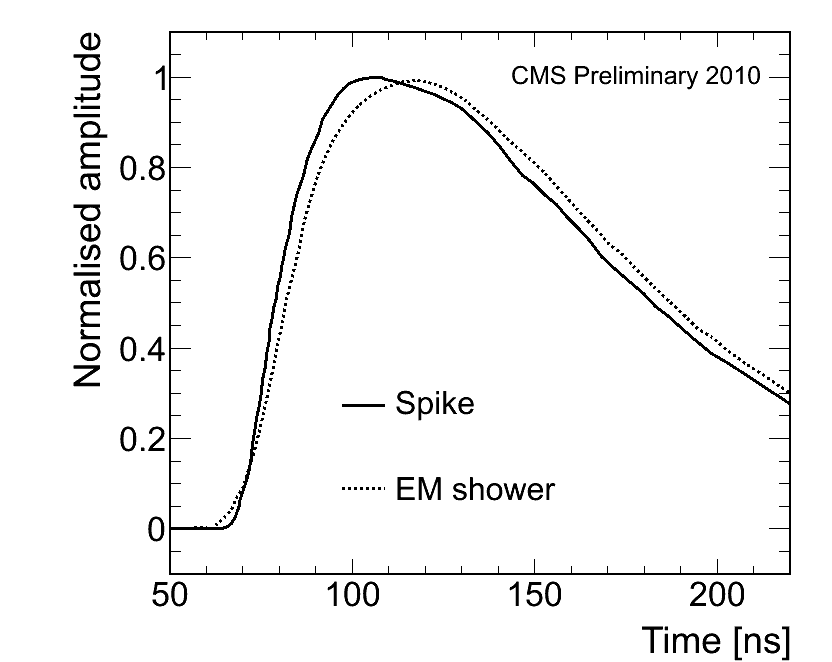 Normalised amplitude
CMS Preliminary 2010
1
0.8
0.6
0.4
0.2
0
Spike
EM shower
50 100 150 200
Time [ns]